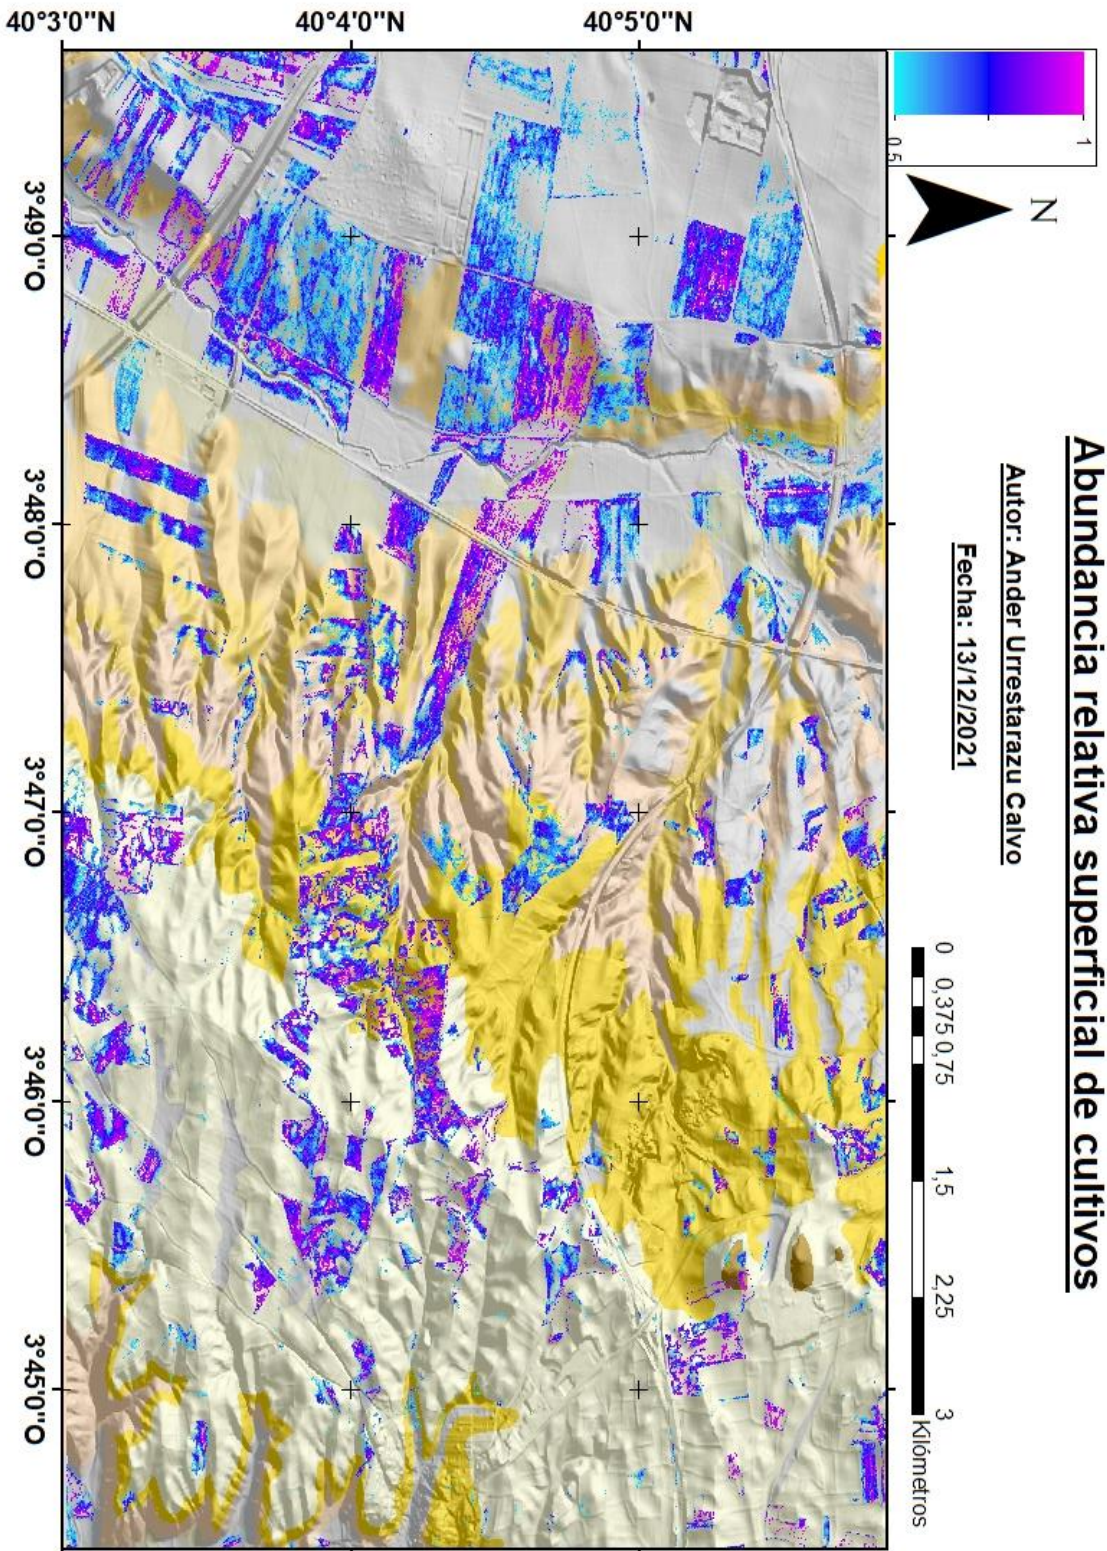 Abundancia relativa superficial de cultivos
Autor: Ander Urrestarazu Calvo
Fecha: 13/12/2021
0 0,375 0,75 1,5 2,25 3
Kilómetros
N
0.5 1
3°49'0"O 3°48'0"O 3°47'0"O 3°46'0"O 3°45'0"O
40°5'0"N
40°4'0"N
40°3'0"N